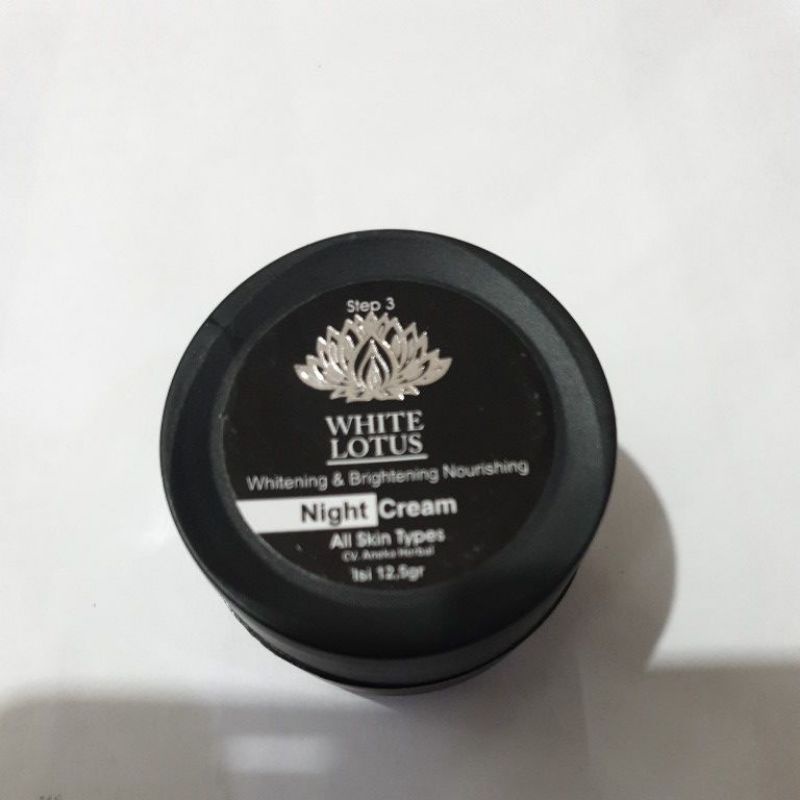 Step 3
WHITE
LOTUS
Whitening & Brightening Nourishing
Night Cream
All Skin Types
CV. Aneka Herbal
Isi 12,5gr